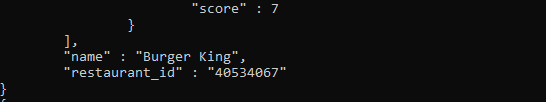 "score" : 7
}
],
"name" : "Burger King",
"restaurant_id" : "40534067"
}